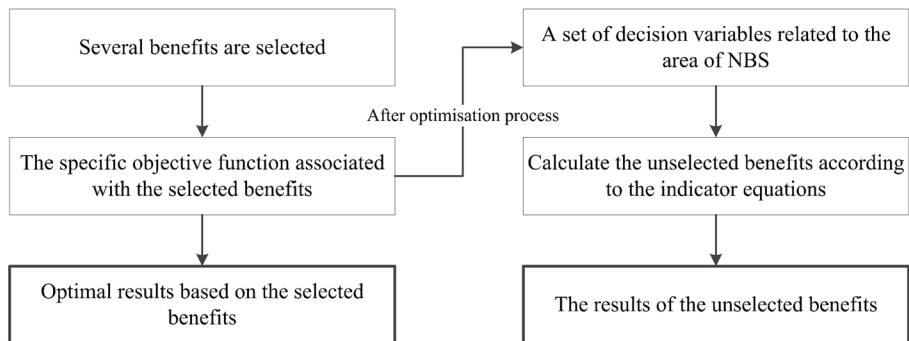 Several benefits are selected
The specific objective function associated
with the selected benefits
Optimal results based on the selected
benefits
After optimisation process
A set of decision variables related to the
area of NBS
Calculate the unselected benefits according
to the indicator equations
The results of the unselected benefits